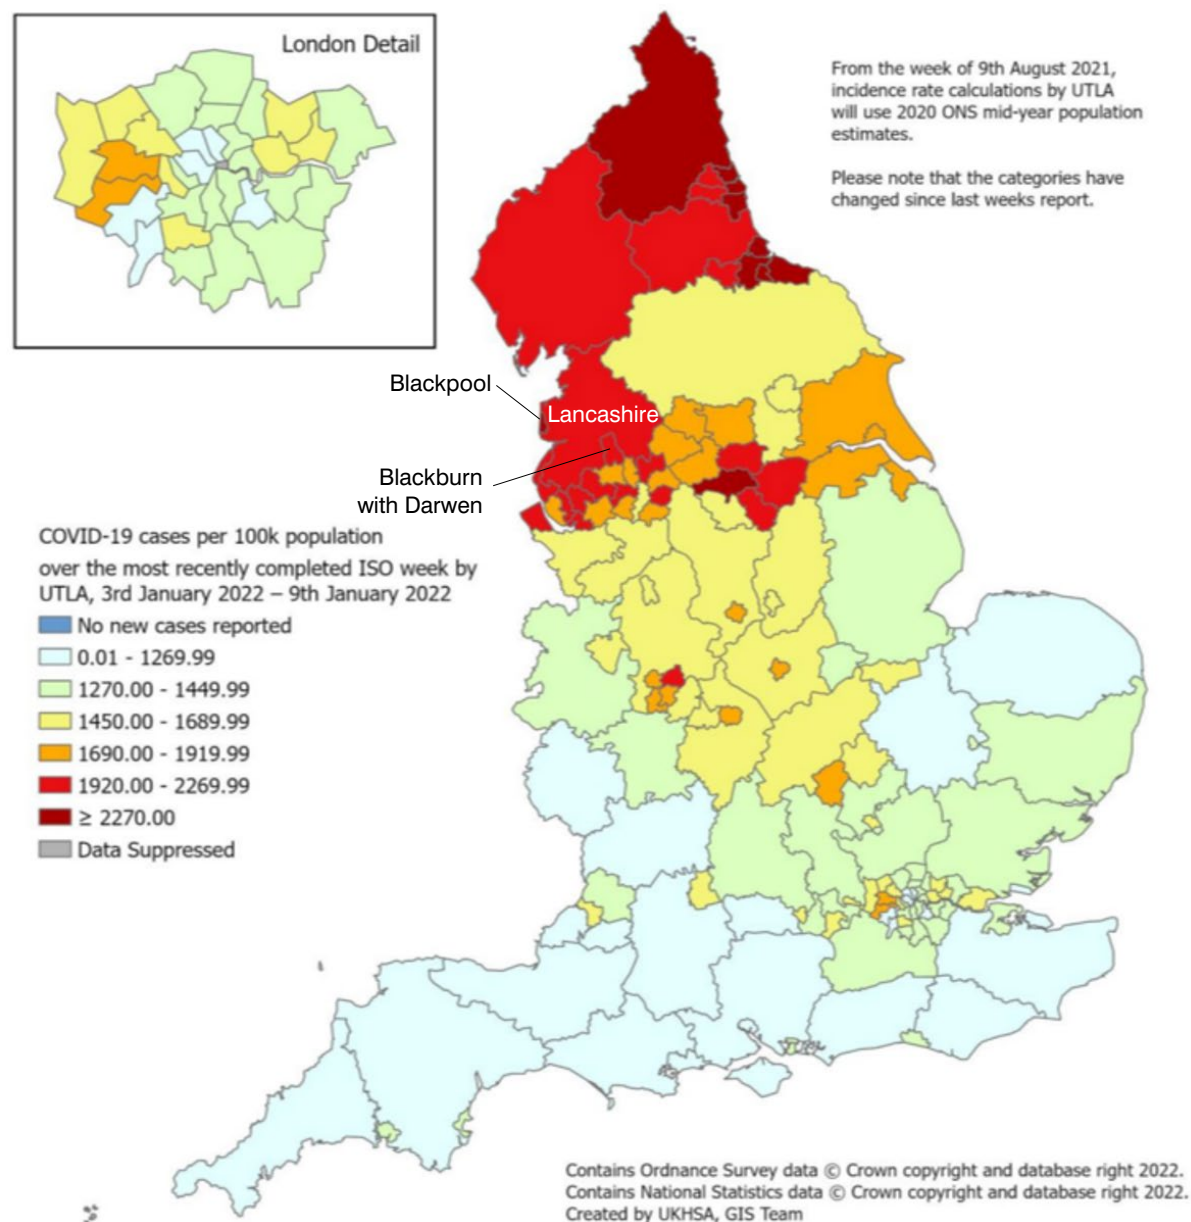 London Detail
From the week of 9th August 2021,
incidence rate calculations by UTLA
will use 2020 ONS mid-year population
estimates.
Please note that the categories have
changed since last weeks report.
Blackpool
Lancashire
Blackburn
with Darwen
COVID-19 cases per 100k population
over the most recently completed ISO week by
UTLA, 3rd January 2022 – 9th January 2022
No new cases reported
0.01 - 1269.99
1270.00 - 1449.99
1450.00 - 1689.99
1690.00 - 1919.99
1920.00 - 2269.99
≥ 2270.00
Data Suppressed
Contains Ordnance Survey data © Crown copyright and database right 2022.
Contains National Statistics data © Crown copyright and database right 2022.
Created by UKHSA, GIS Team